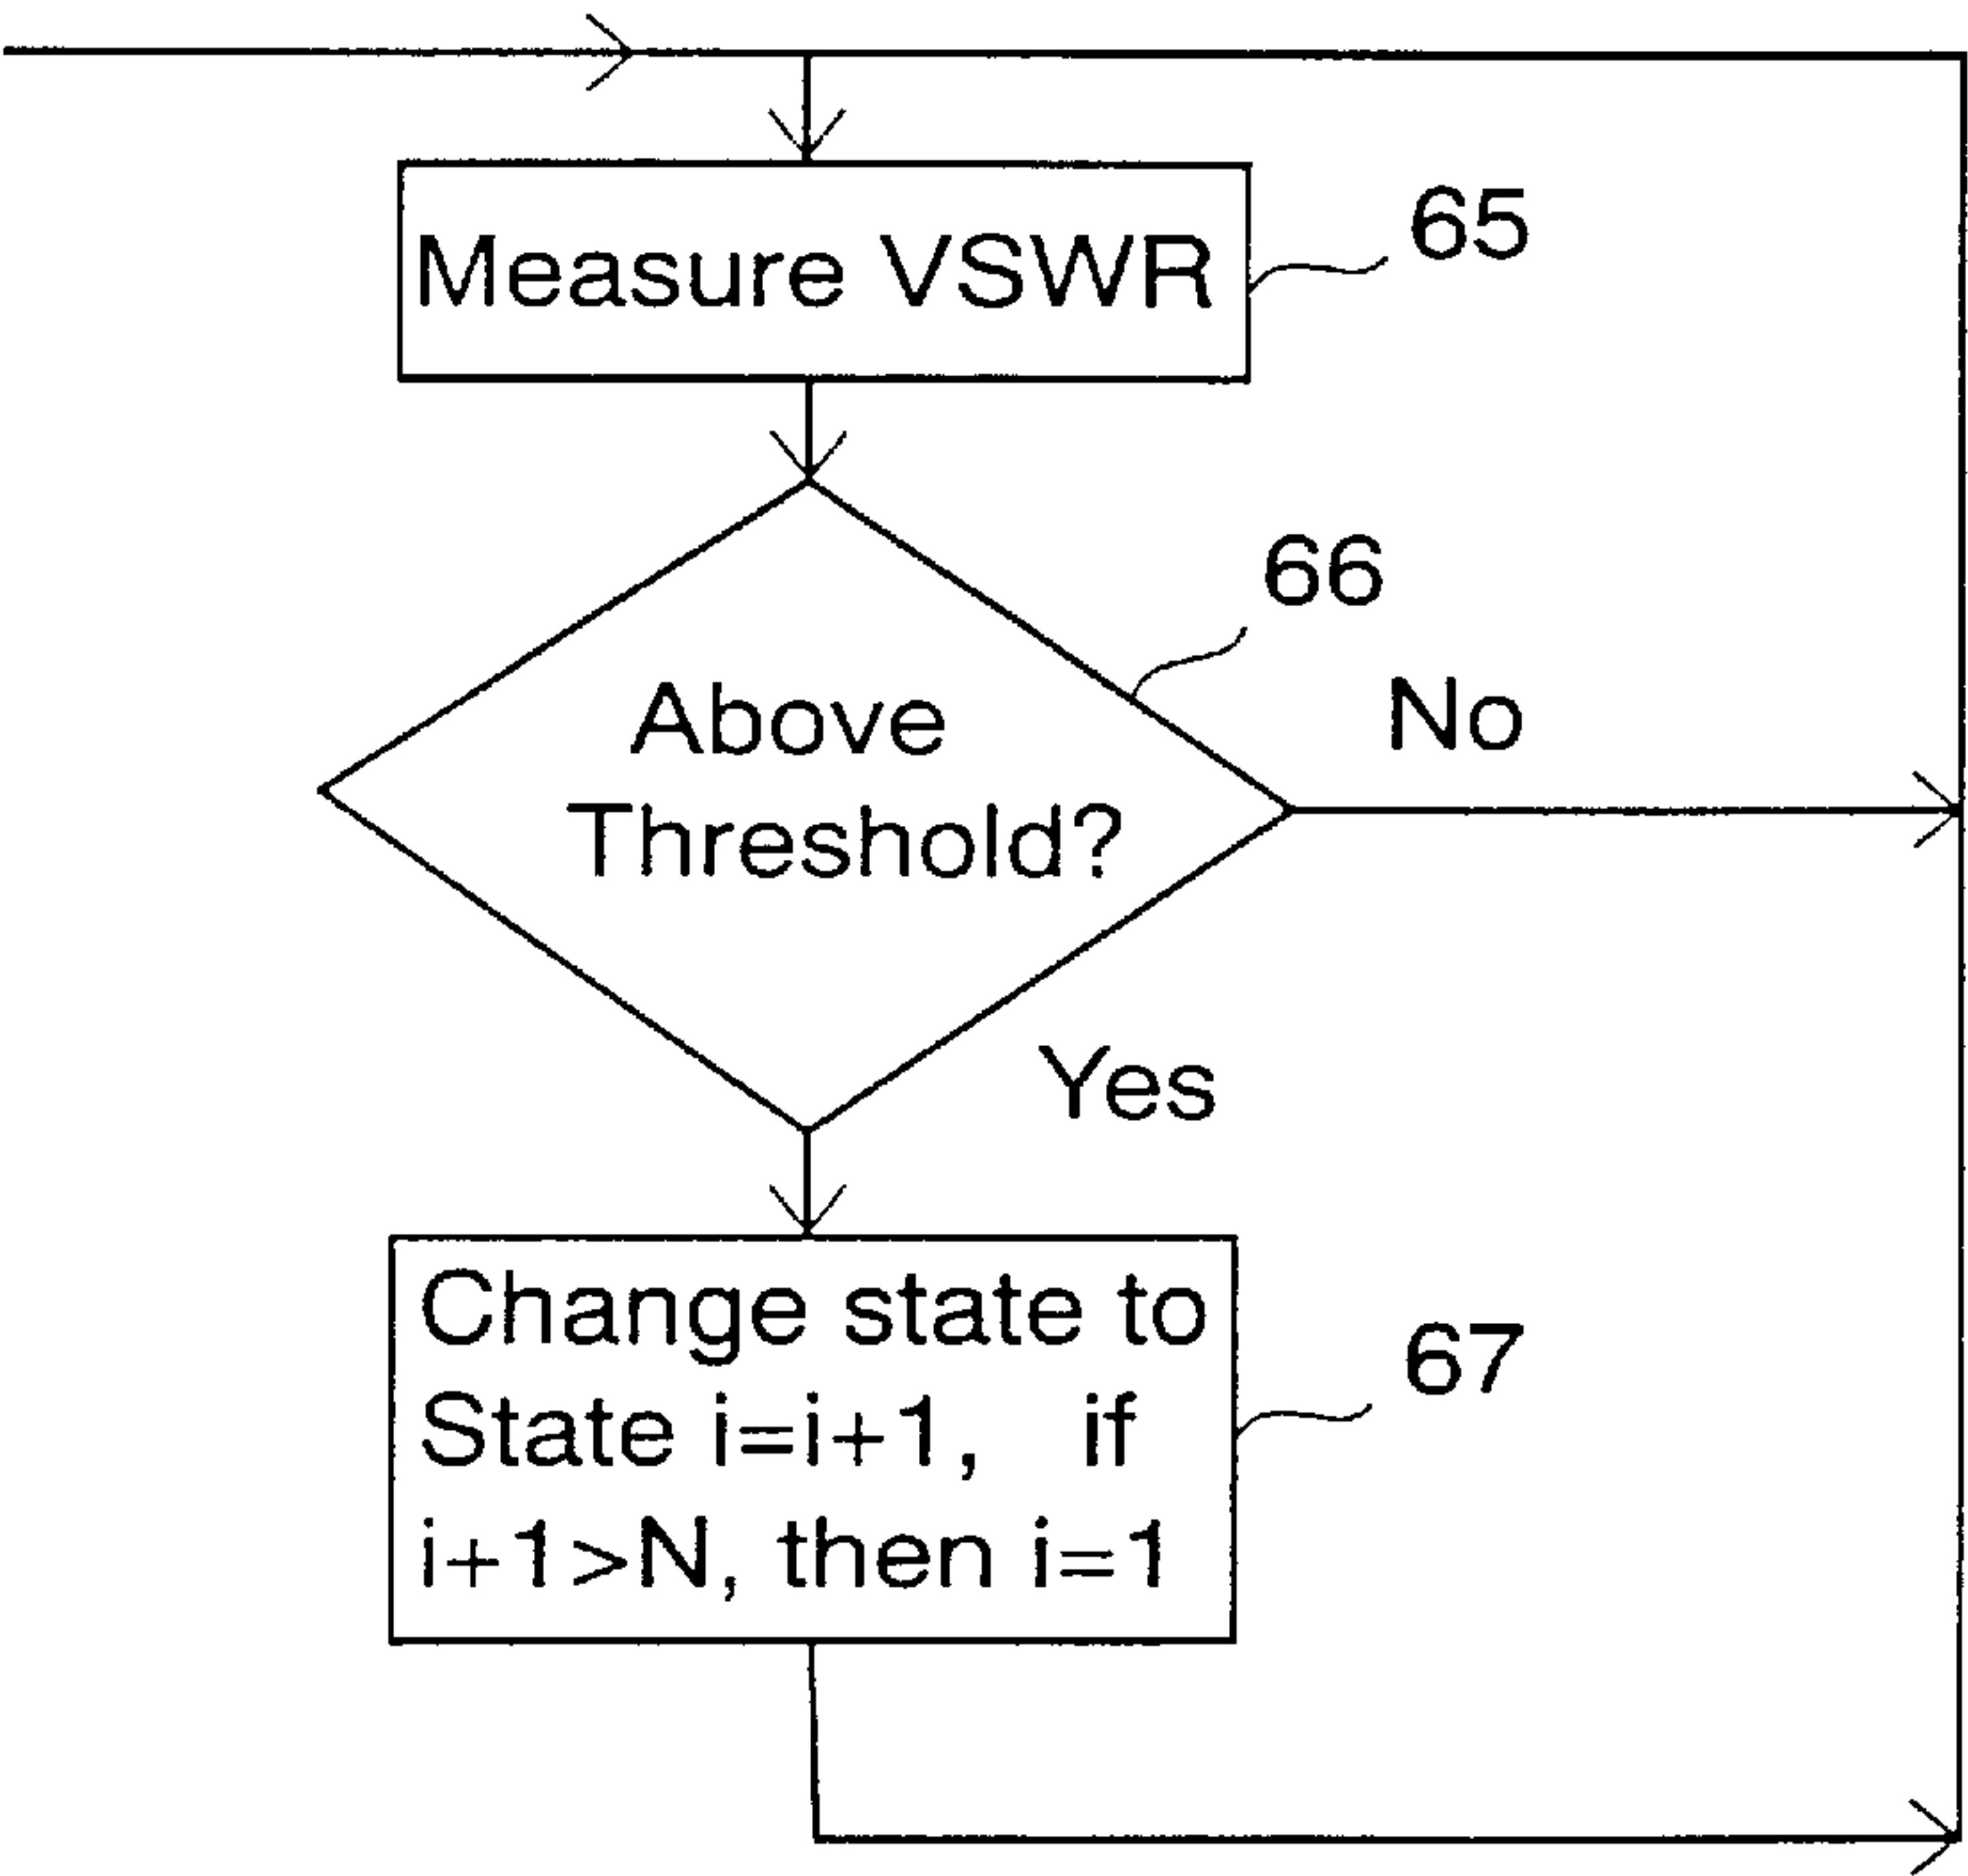 Measure VSWR
65
66
Above
Threshold?
No
Yes
Change state to
State i=i+1, if
i+1>N, then i=1
67